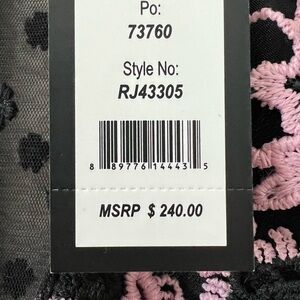 Po:
73760
Style No:
RJ43305
8 89776 14443 5
MSRP $ 240.00